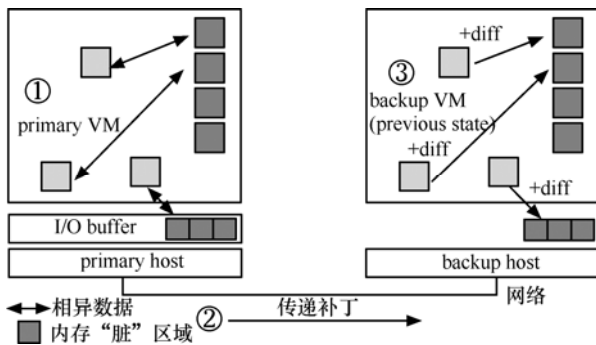 ①
primary VM
I/O buffer
primary host
+diff
③
backup VM
(previous state)
+diff
+diff
backup host
网络
相异数据
内存“脏”区域
②
传递补丁